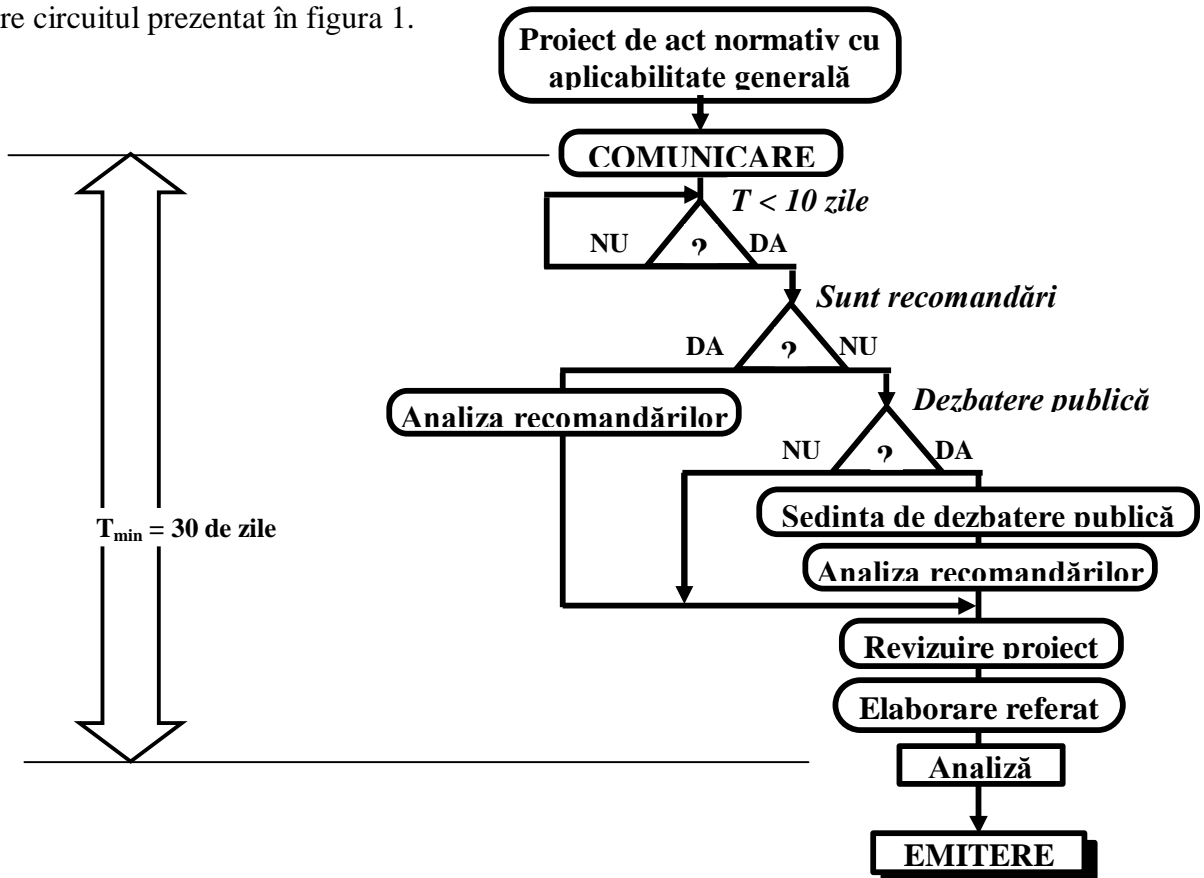 re circuitul prezentat în figura 1.
Proiect de act normativ cu
aplicabilitate generală
COMUNICARE
T < 10 zile
NU ? DA
Sunt recomandări
DA ? NU
Analiza recomandărilor
Dezbatere publică
NU ? DA
Sedinta de dezbatere publică
Tmin = 30 de zile
Analiza recomandărilor
Revizuire proiect
Elaborare referat
Analiză
EMITERE